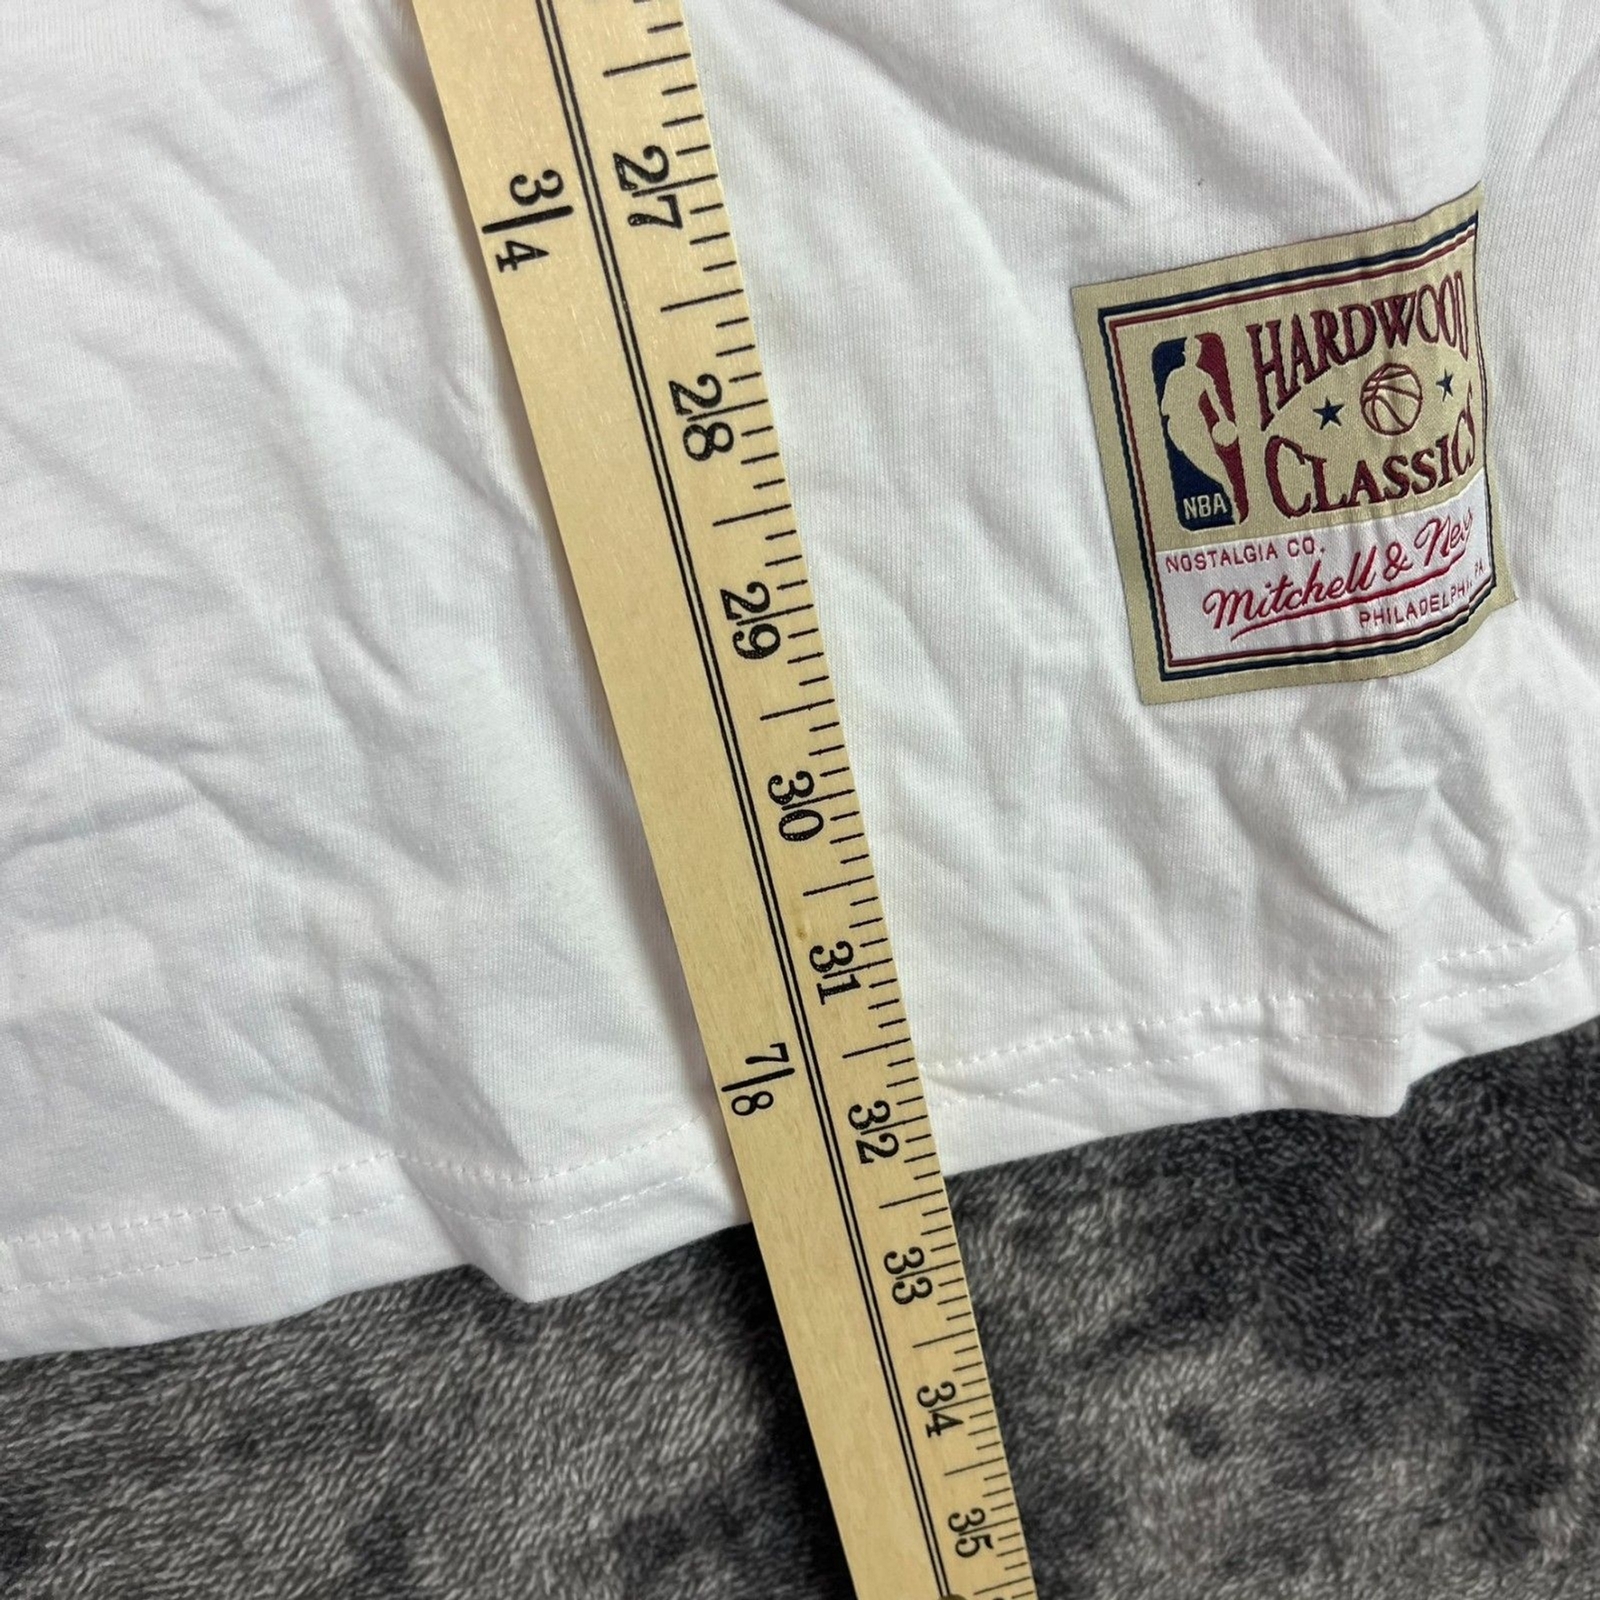 27
3/4
28
29
30
31
7/8
32
33
34
35
HARDWOOD
CLASSICS
NBA
NOSTALGIA CO.
Mitchell & Ness
PHILADELPHIA, PA